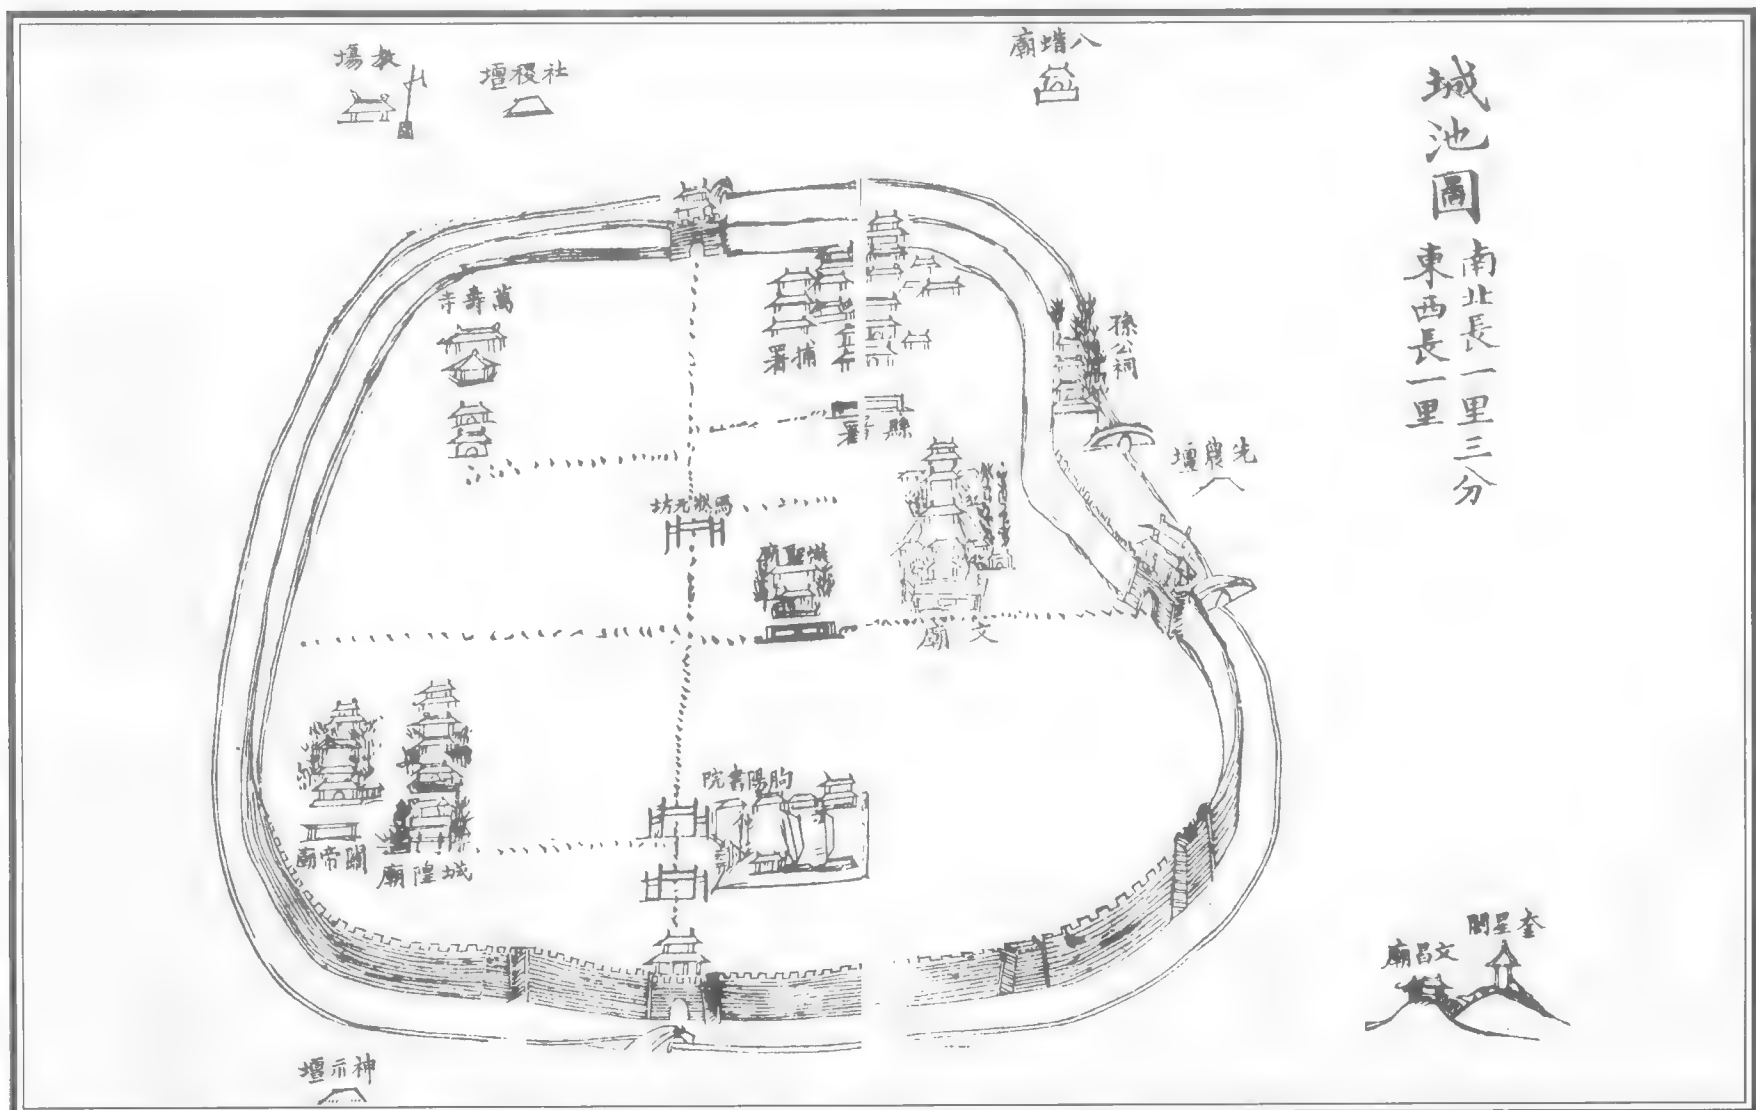 城池圖
南北長一里三分
東西長一里
八蜡廟
社稷壇
教場
孫公祠
先農壇
萬壽寺
捕署
縣署
馬狀元坊
文廟
朐陽書院
城隍廟
關帝廟
奎星閣
文昌廟
神示壇